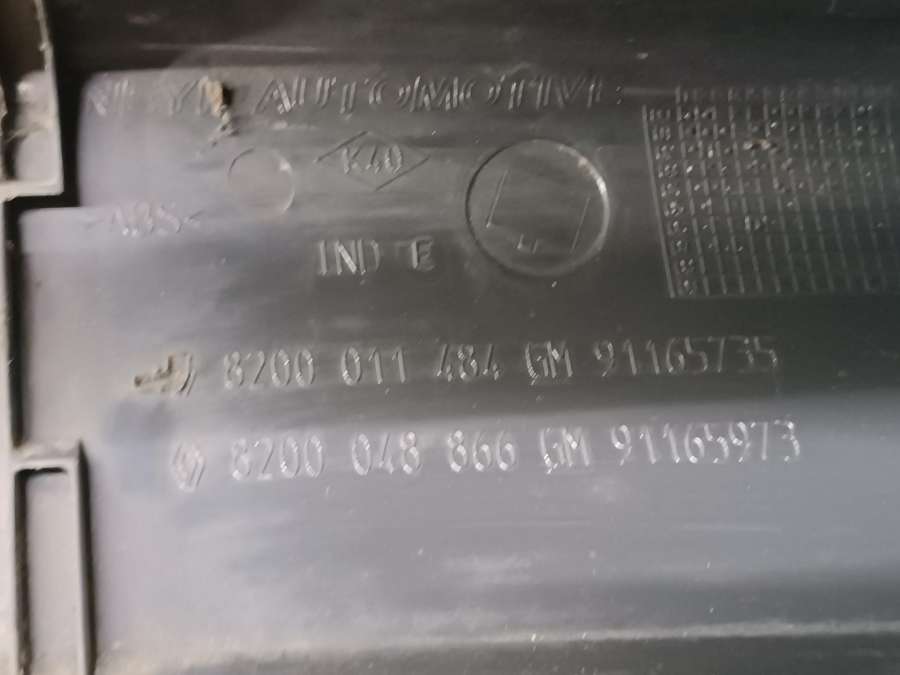 AUTOMOTIVE
K40
>ABS<
IND E
8200 011 484 GM 91165735
8200 048 866 GM 91165973